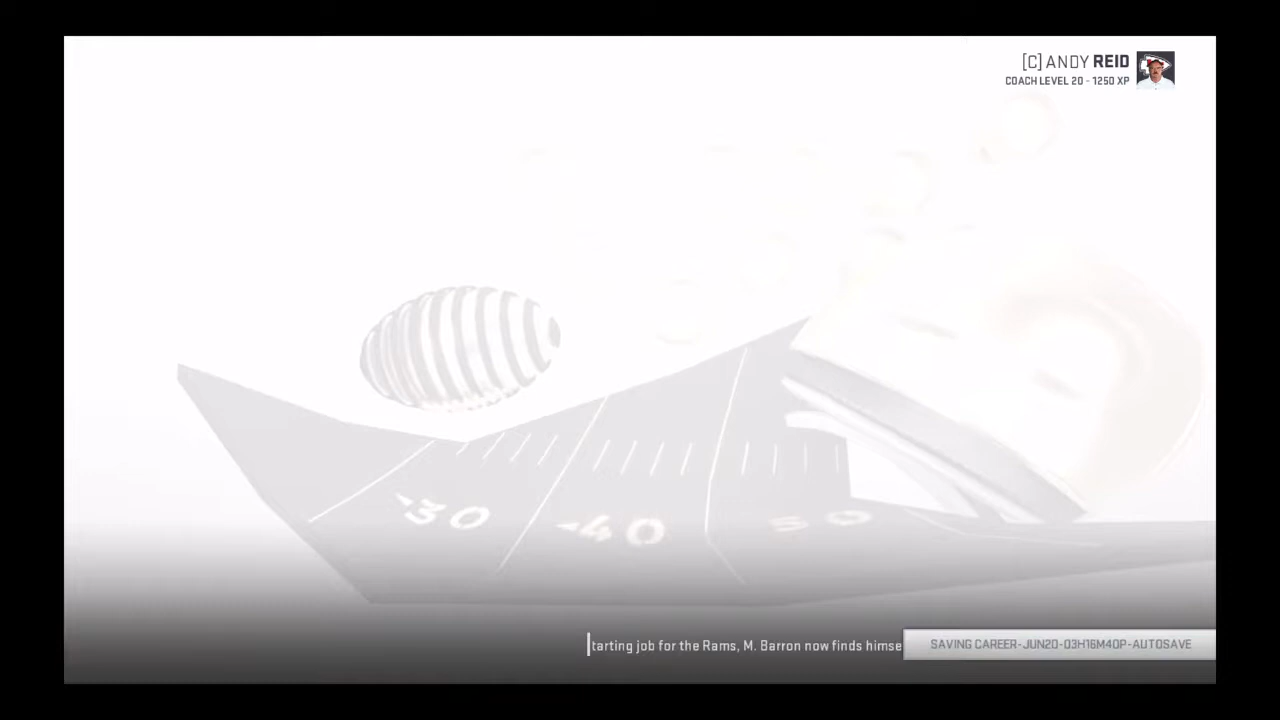 [C] ANDY REID
COACH LEVEL 20 - 1250 XP
-30
-40
50
tarting job for the Rams, M. Barron now finds himse
SAVING CAREER-JUN20-03H16M40P-AUTOSAVE